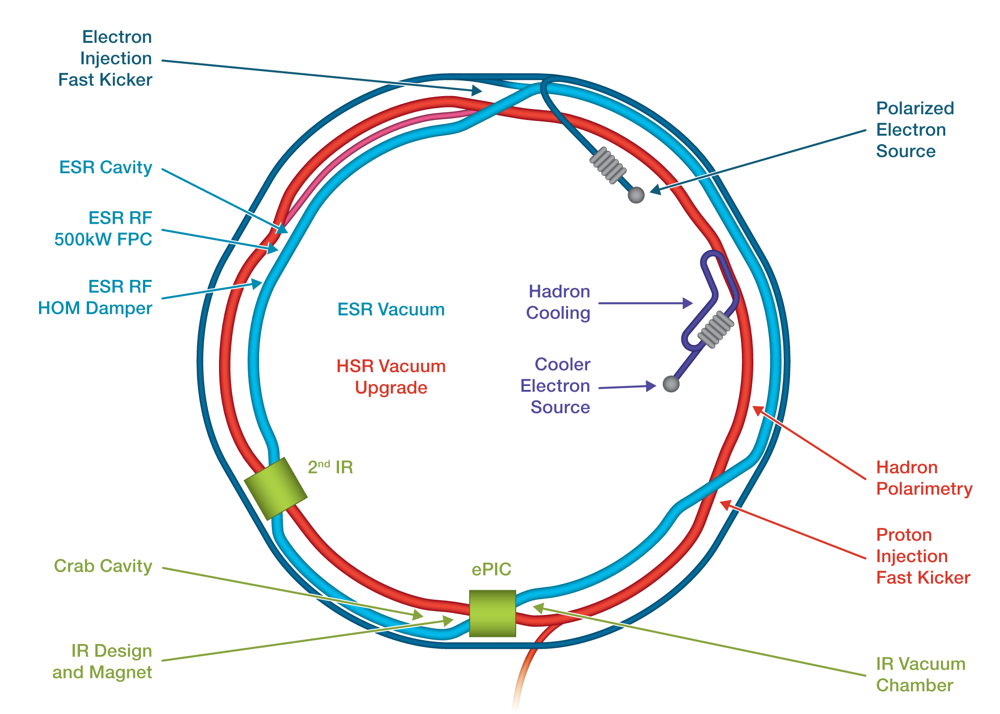 Electron
Injection
Fast Kicker
Polarized
Electron
Source
ESR Cavity
ESR RF
500kW FPC
ESR RF
HOM Damper
ESR Vacuum
HSR Vacuum
Upgrade
Hadron
Cooling
Cooler
Electron
Source
2nd IR
Hadron
Polarimetry
Proton
Injection
Fast Kicker
Crab Cavity
ePIC
IR Design
and Magnet
IR Vacuum
Chamber